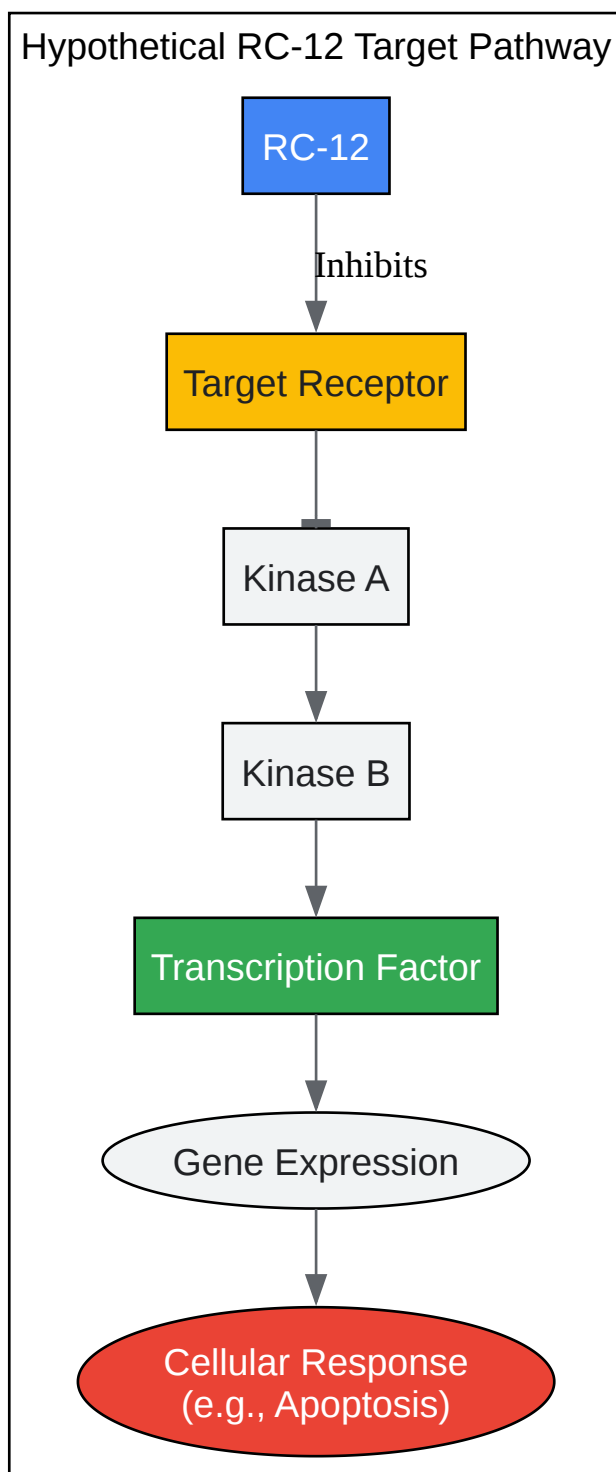 Hypothetical RC-12 Target Pathway
RC-12
Inhibits
Target Receptor
Kinase A
Kinase B
Transcription Factor
Gene Expression
Cellular Response
(e.g., Apoptosis)